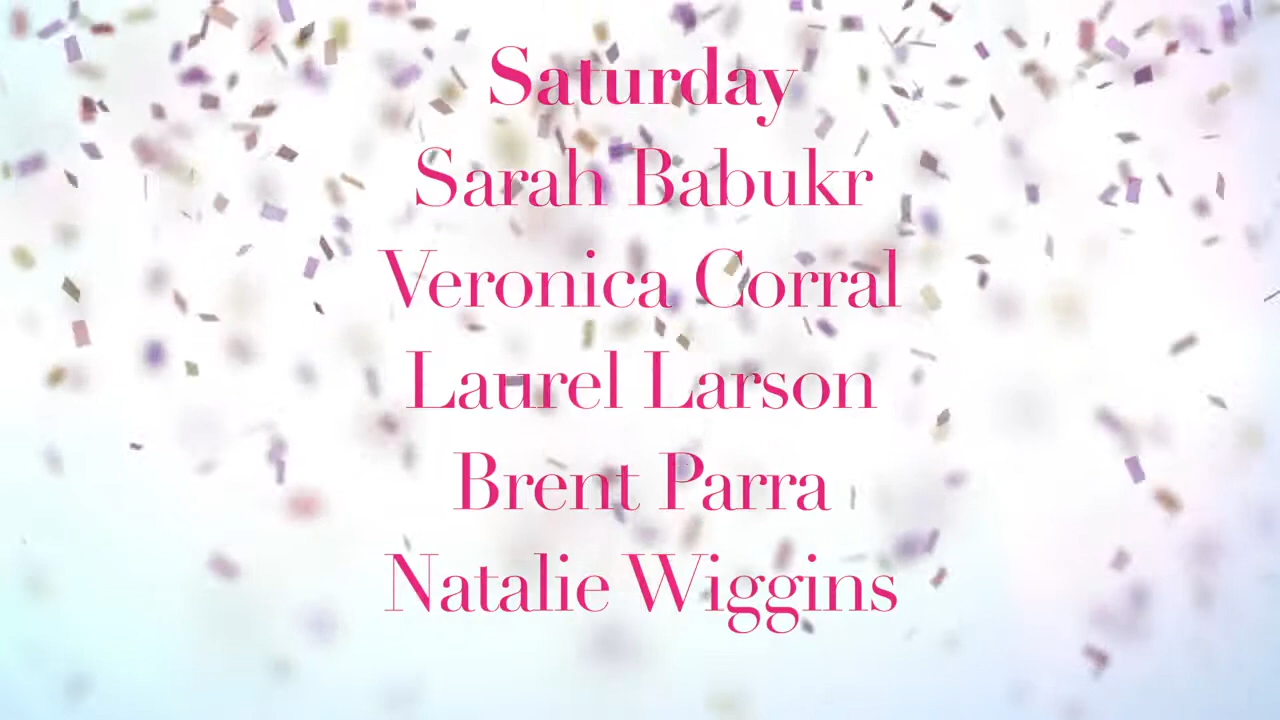 Saturday
Sarah Babukr
Veronica Corral
Laurel Larson
Brent Parra
Natalie Wiggins